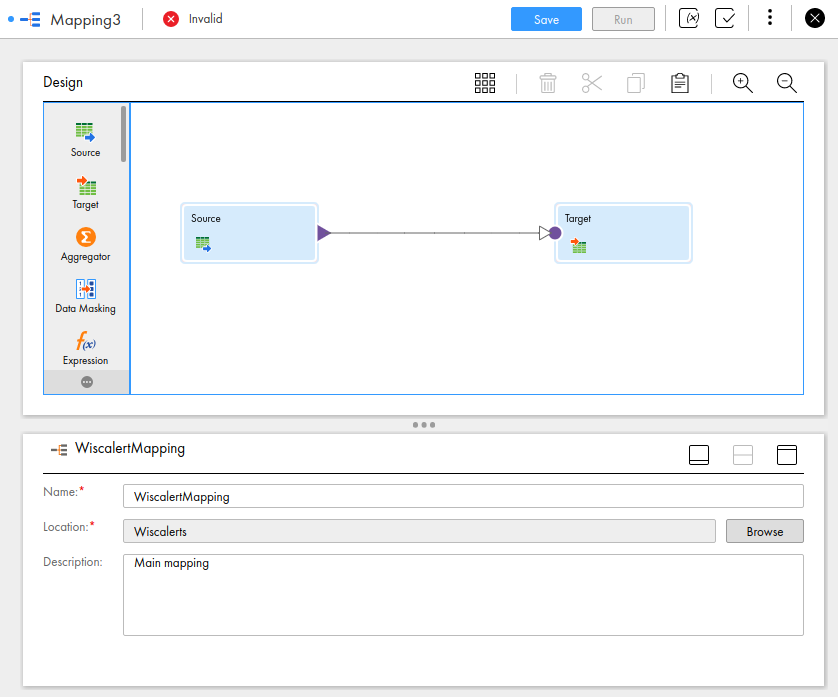 Mapping3
Invalid
Save
Run
(x)
Design
Source
Target
Aggregator
Data Masking
Expression
Source
Target
WiscalertMapping
Name:*
WiscalertMapping
Location:*
Wiscalerts
Browse
Description:
Main mapping